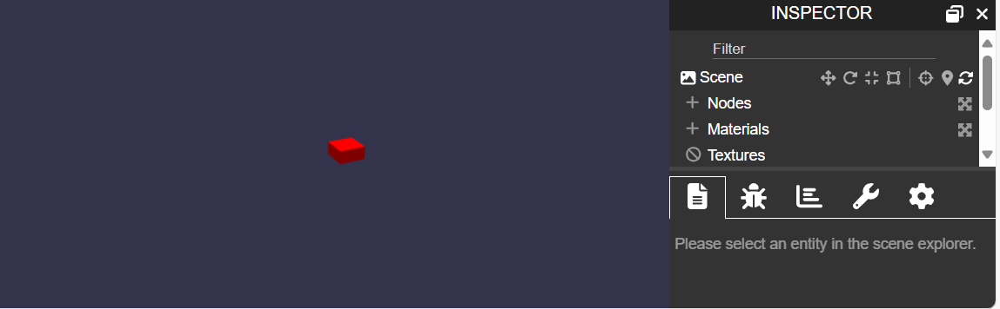 INSPECTOR
Filter
Scene
Nodes
Materials
Textures
Please select an entity in the scene explorer.